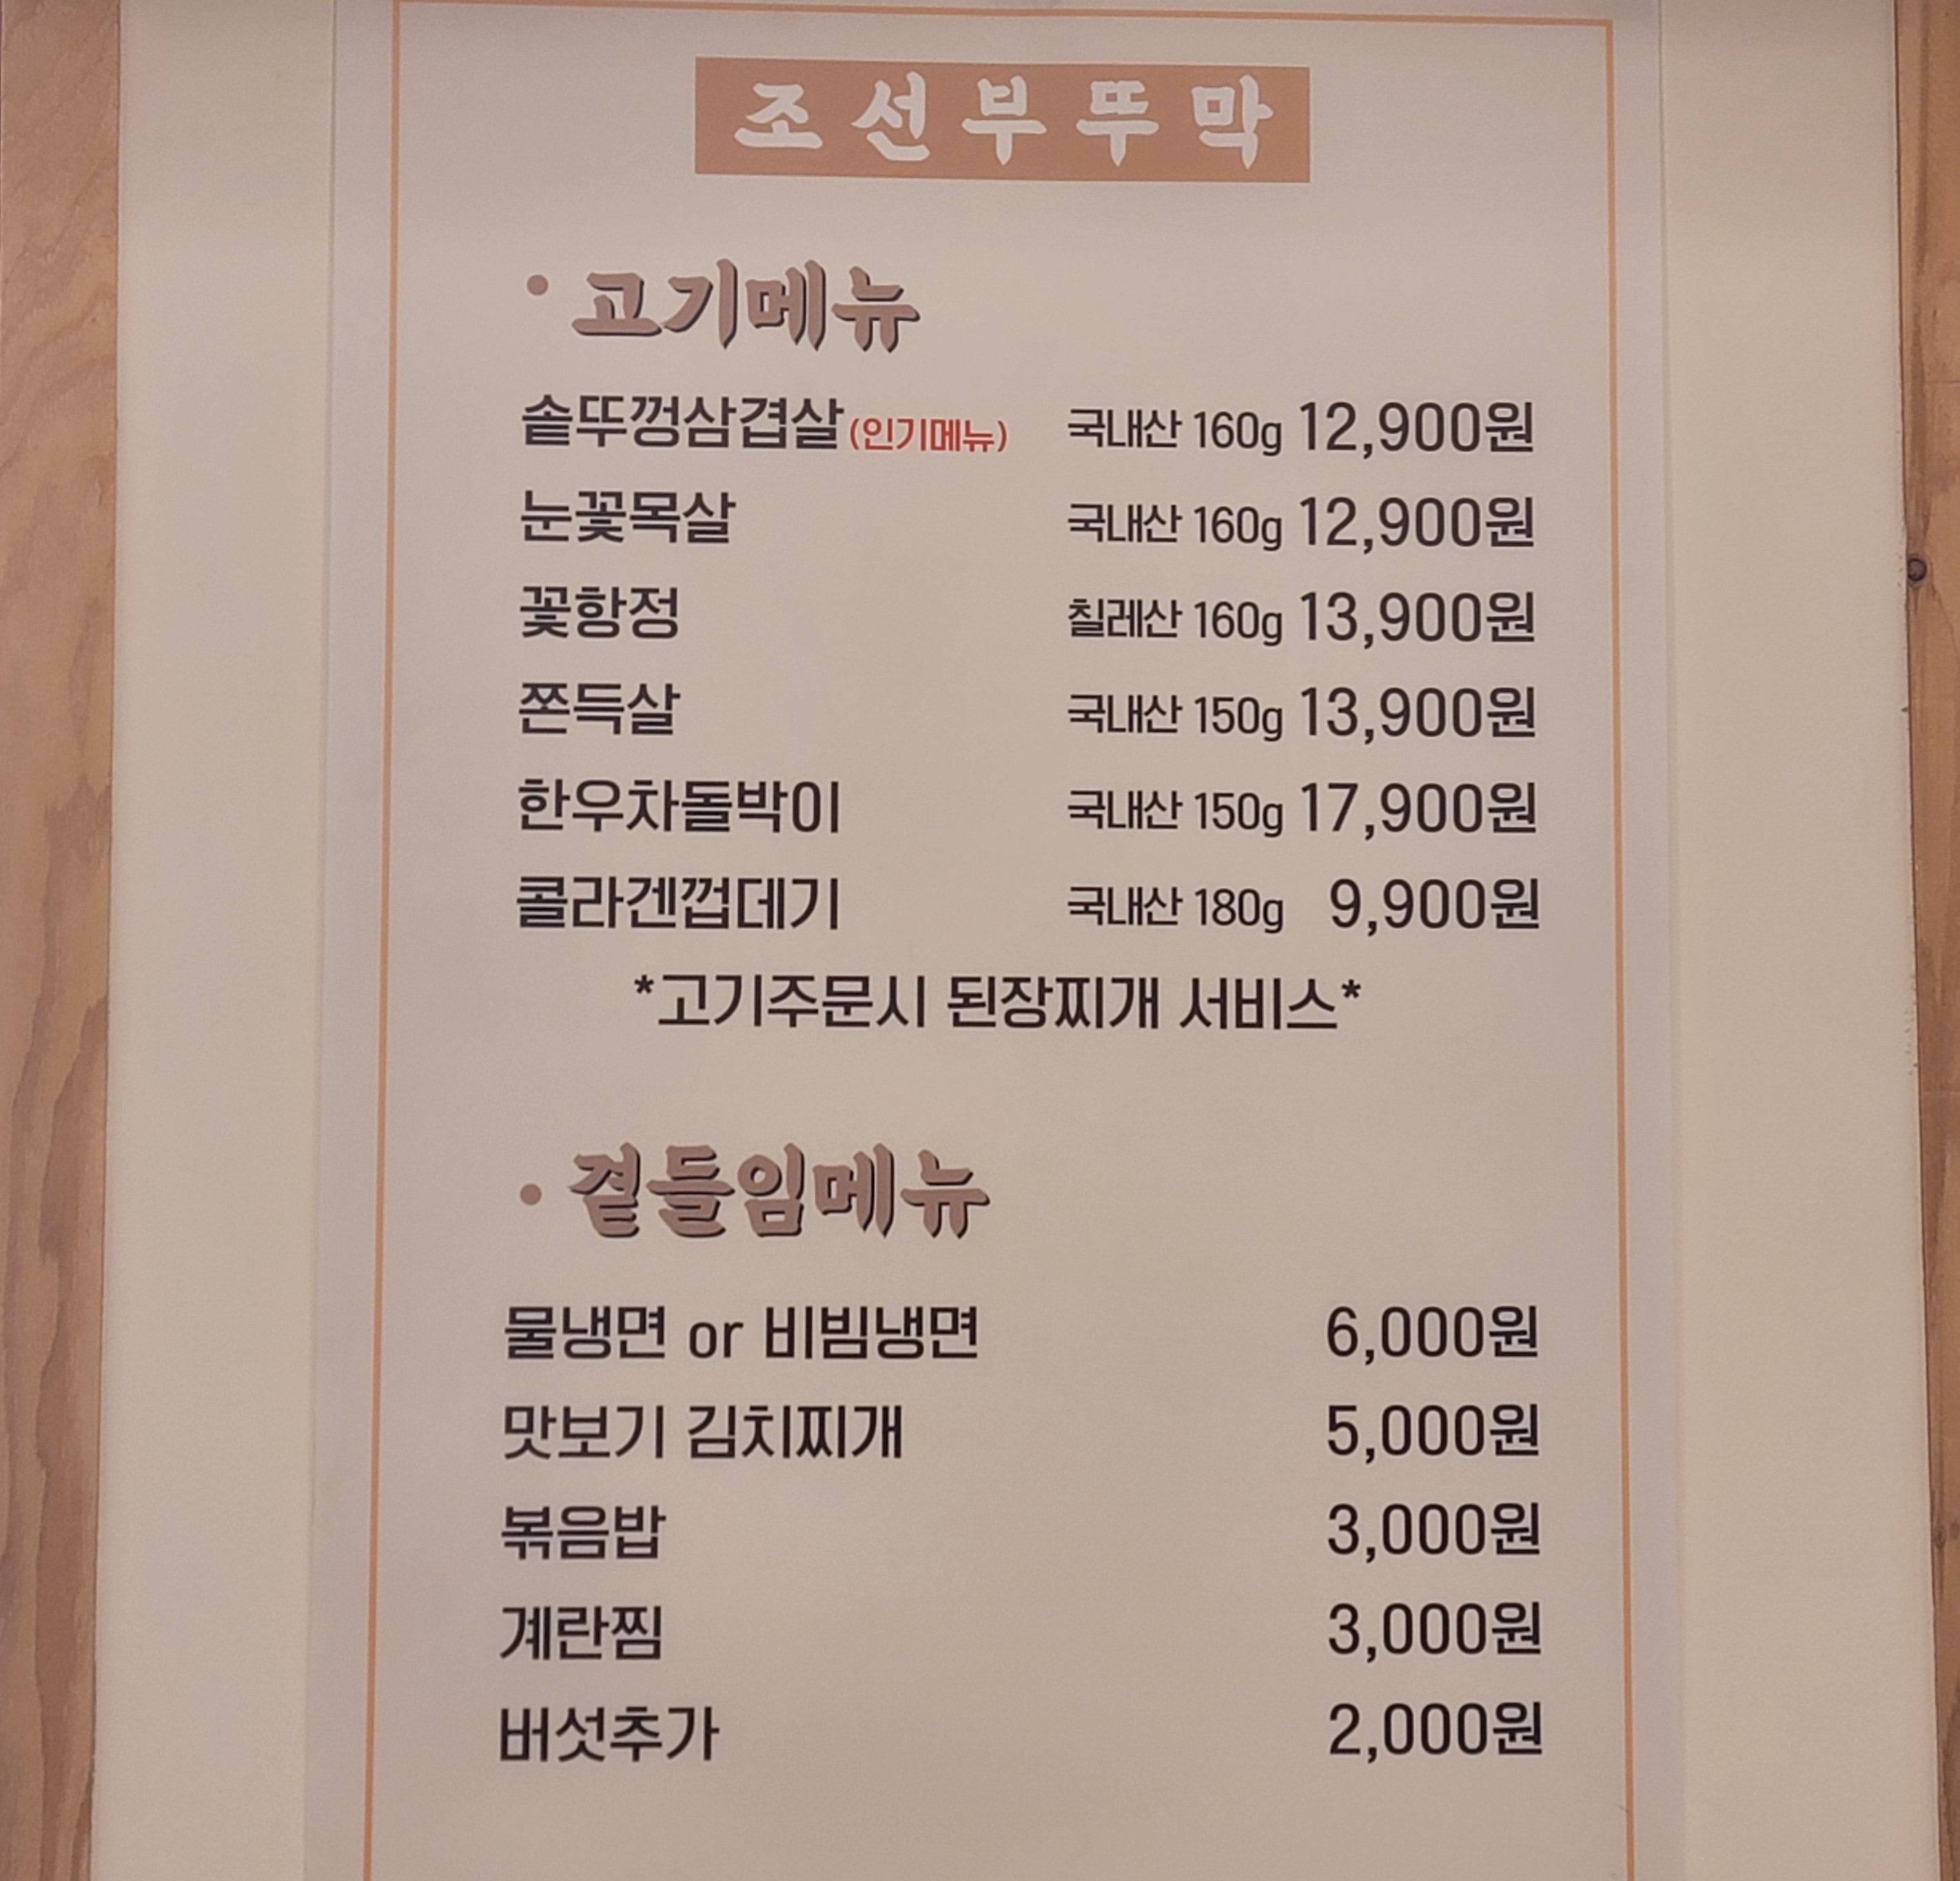 조선부뚜막
• 고기메뉴
솥뚜껑삼겹살(인기메뉴) 국내산 160g 12,900원
눈꽃목살 국내산 160g 12,900원
꽃항정 칠레산 160g 13,900원
쫀득살 국내산 150g 13,900원
한우차돌박이 국내산 150g 17,900원
콜라겐껍데기 국내산 180g 9,900원
*고기주문시 된장찌개 서비스*
• 곁들임메뉴
물냉면 or 비빔냉면 6,000원
맛보기 김치찌개 5,000원
볶음밥 3,000원
계란찜 3,000원
버섯추가 2,000원